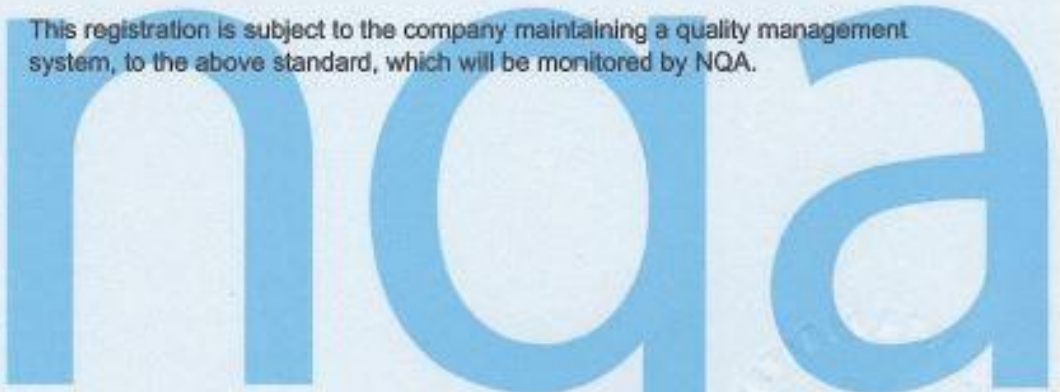 This registration is subject to the company maintaining a quality management
system, to the above standard, which will be monitored by NQA.
nqa